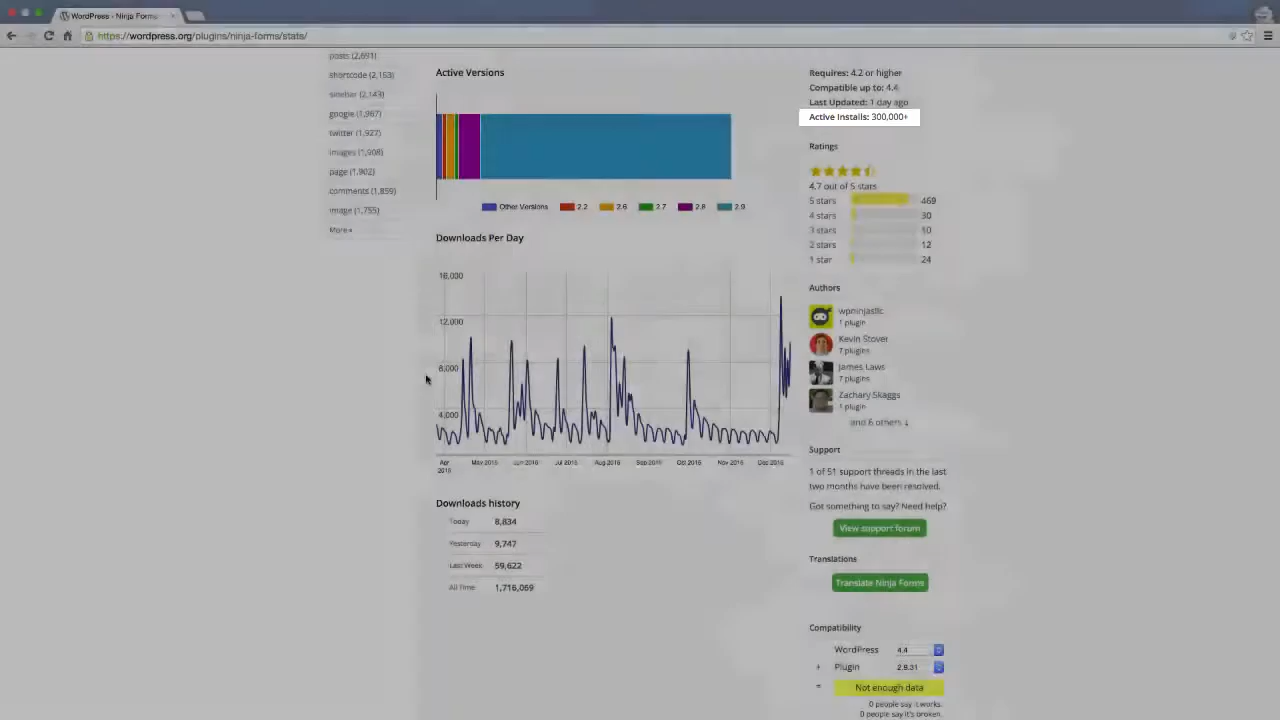 WordPress › Ninja Forms
https://wordpress.org/plugins/ninja-forms/stats/
posts (2,691)
shortcode (2,153)
sidebar (2,143)
google (1,967)
twitter (1,927)
images (1,908)
page (1,902)
comments (1,859)
image (1,755)
More »
Active Versions
Other Versions
2.2
2.6
2.7
2.8
2.9
Downloads Per Day
16,000
12,000
8,000
4,000
Apr 2015
May 2015
Jun 2015
Jul 2015
Aug 2015
Sep 2015
Oct 2015
Nov 2015
Dec 2015
Downloads history
Today 8,834
Yesterday 9,747
Last Week 59,622
All Time 1,716,069
Requires: 4.2 or higher
Compatible up to: 4.4
Last Updated: 1 day ago
Active Installs: 300,000+
Ratings
4.7 out of 5 stars
5 stars 469
4 stars 30
3 stars 10
2 stars 12
1 star 24
Authors
wpninjasllc
1 plugin
Kevin Stover
7 plugins
James Laws
7 plugins
Zachary Skaggs
1 plugin
and 6 others ↓
Support
1 of 51 support threads in the last
two months have been resolved.
Got something to say? Need help?
View support forum
Translations
Translate Ninja Forms
Compatibility
WordPress 4.4
+ Plugin 2.9.31
= Not enough data
0 people say it works.
0 people say it's broken.